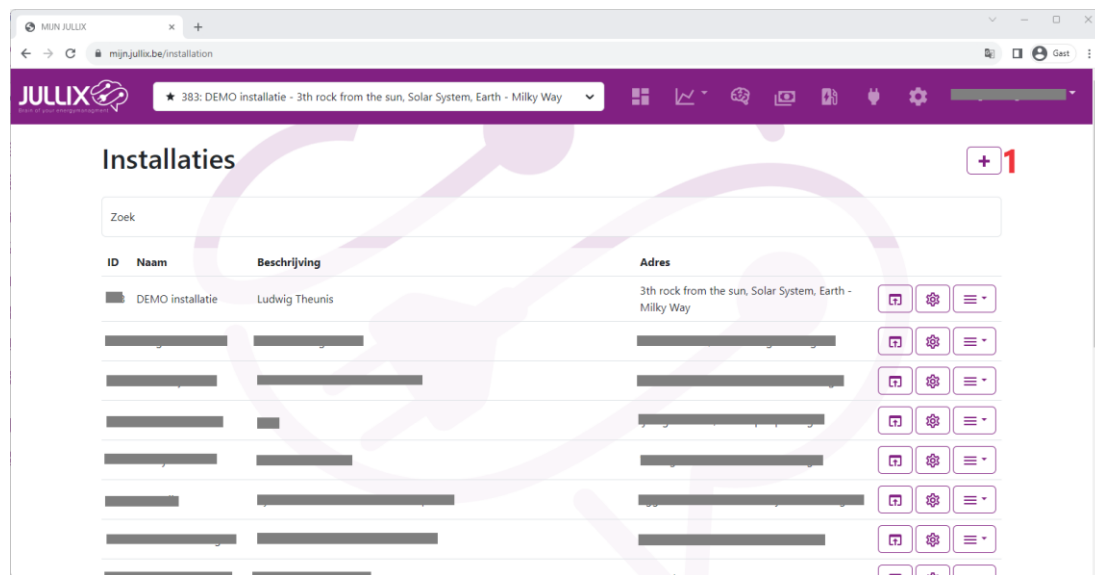 MIJN JULLIX
mijn.jullix.be/installation
Gast
JULLIX
★ 383: DEMO installatie - 3th rock from the sun, Solar System, Earth - Milky Way
Installaties
+ 1
Zoek
ID Naam Beschrijving Adres
DEMO installatie Ludwig Theunis 3th rock from the sun, Solar System, Earth -
Milky Way